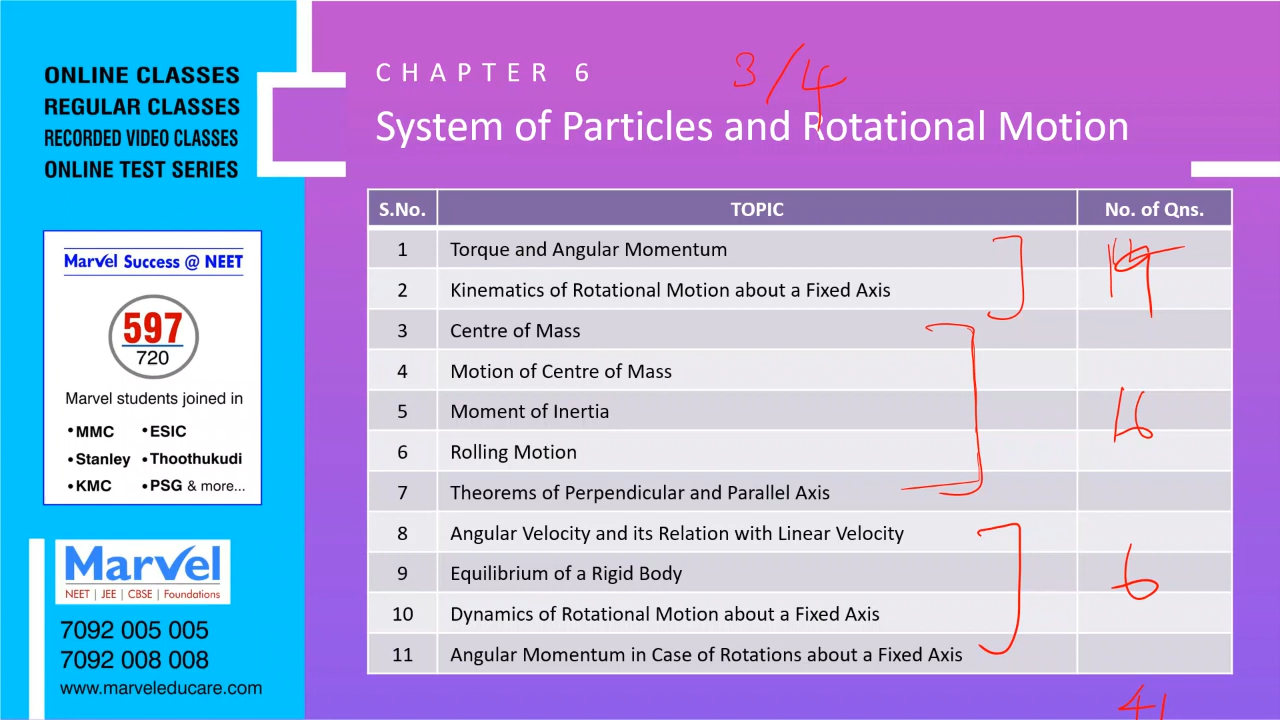 ONLINE CLASSES
REGULAR CLASSES
RECORDED VIDEO CLASSES
ONLINE TEST SERIES
Marvel Success @ NEET
597
720
Marvel students joined in
•MMC •ESIC
•Stanley •Thoothukudi
•KMC •PSG & more...
Marvel
NEET | JEE | CBSE | Foundations
7092 005 005
7092 008 008
www.marveleducare.com
CHAPTER 6
3/4
System of Particles and Rotational Motion
S.No. TOPIC No. of Qns.
1 Torque and Angular Momentum
2 Kinematics of Rotational Motion about a Fixed Axis
3 Centre of Mass
4 Motion of Centre of Mass
5 Moment of Inertia 16
6 Rolling Motion
7 Theorems of Perpendicular and Parallel Axis
8 Angular Velocity and its Relation with Linear Velocity
9 Equilibrium of a Rigid Body 6
10 Dynamics of Rotational Motion about a Fixed Axis
11 Angular Momentum in Case of Rotations about a Fixed Axis
41